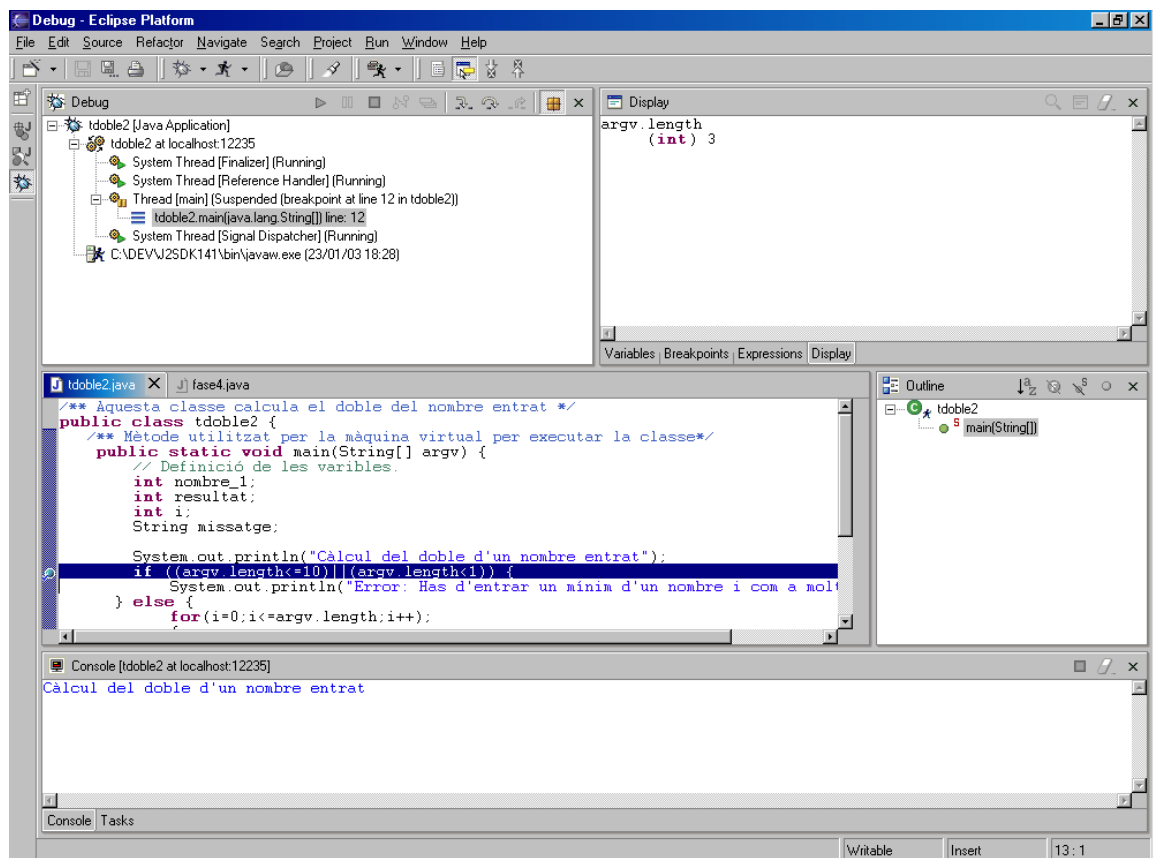 Debug - Eclipse Platform
File Edit Source Refactor Navigate Search Project Run Window Help
Debug
tdoble2 [Java Application]
tdoble2 at localhost:12235
System Thread [Finalizer] (Running)
System Thread [Reference Handler] (Running)
Thread [main] (Suspended (breakpoint at line 12 in tdoble2))
tdoble2.main(java.lang.String[]) line: 12
System Thread [Signal Dispatcher] (Running)
C:\DEV\J2SDK141\bin\javaw.exe (23/01/03 18:28)
Display
argv.length
(int) 3
Variables Breakpoints Expressions Display
tdoble2.java fase4.java
/** Aquesta classe calcula el doble del nombre entrat */
public class tdoble2 {
/** Mètode utilitzat per la màquina virtual per executar la classe*/
public static void main(String[] argv) {
// Definició de les varibles.
int nombre_1;
int resultat;
int i;
String missatge;
System.out.println("Càlcul del doble d'un nombre entrat");
if ((argv.length<=10)||(argv.length<1)) {
System.out.println("Error: Has d'entrar un mínim d'un nombre i com a molt
} else {
for(i=0;i<=argv.length;i++);
{
Outline
tdoble2
main(String[])
Console [tdoble2 at localhost:12235]
Càlcul del doble d'un nombre entrat
Console Tasks
Writable Insert 13 : 1